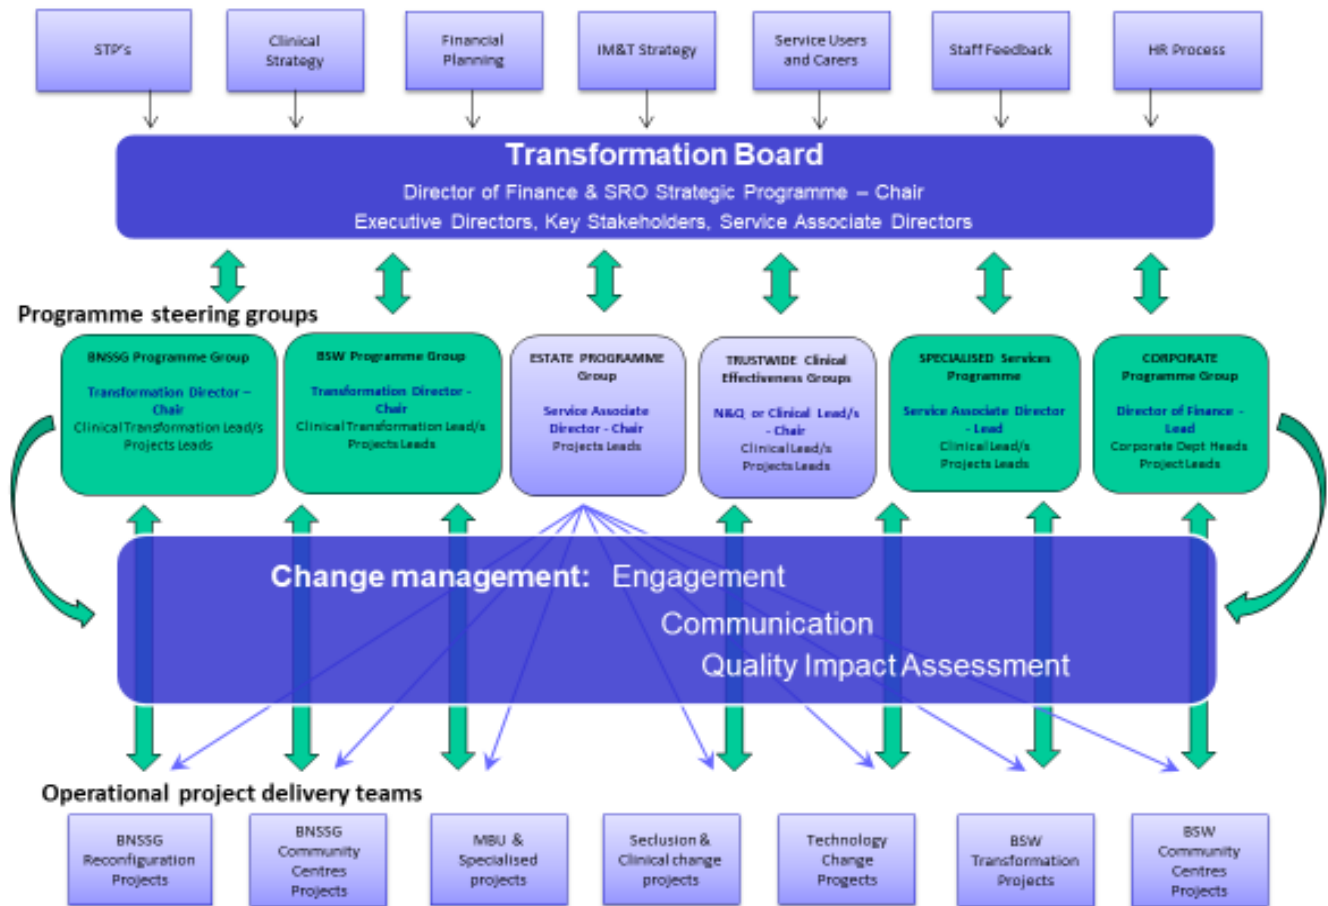 STP's
Clinical
Strategy
Financial
Planning
IM&T Strategy
Service Users
and Carers
Staff Feedback
HR Process
Transformation Board
Director of Finance & SRO Strategic Programme – Chair
Executive Directors, Key Stakeholders, Service Associate Directors
Programme steering groups
BNSSG Programme Group
Transformation Director –
Chair
Clinical Transformation Lead/s
Projects Leads
BSW Programme Group
Transformation Director -
Chair
Clinical Transformation Lead/s
Projects Leads
ESTATE PROGRAMME
Group
Service Associate
Director - Chair
Projects Leads
TRUSTWIDE Clinical
Effectiveness Groups
N&Q or Clinical Lead/s
- Chair
Clinical Lead/s
Projects Leads
SPECIALISED Services
Programme
Service Associate Director
- Lead
Clinical Lead/s
Projects Leads
CORPORATE
Programme Group
Director of Finance -
Lead
Corporate Dept Heads
Project Leads
Change management: Engagement
Communication
Quality Impact Assessment
Operational project delivery teams
BNSSG
Reconfiguration
Projects
BNSSG
Community
Centres
Projects
MBU &
Specialised
projects
Seclusion &
Clinical change
projects
Technology
Change
Progects
BSW
Transformation
Projects
BSW
Community
Centres
Projects